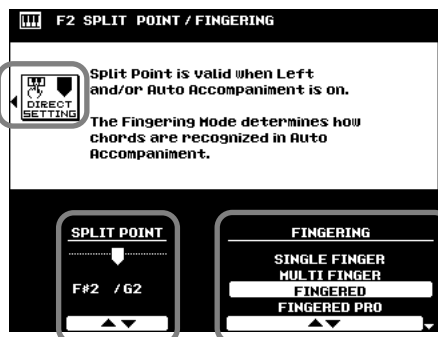 F2 SPLIT POINT / FINGERING
DIRECT
SETTING
Split Point is valid when Left
and/or Auto Accompaniment is on.
The Fingering Mode determines how
chords are recognized in Auto
Accompaniment.
SPLIT POINT
F#2 / G2
FINGERING
SINGLE FINGER
MULTI FINGER
FINGERED
FINGERED PRO